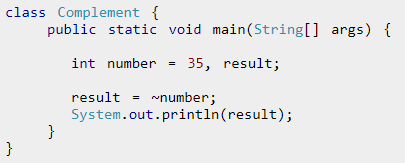 class Complement {
public static void main(String[] args) {
int number = 35, result;
result = ~number;
System.out.println(result);
}
}